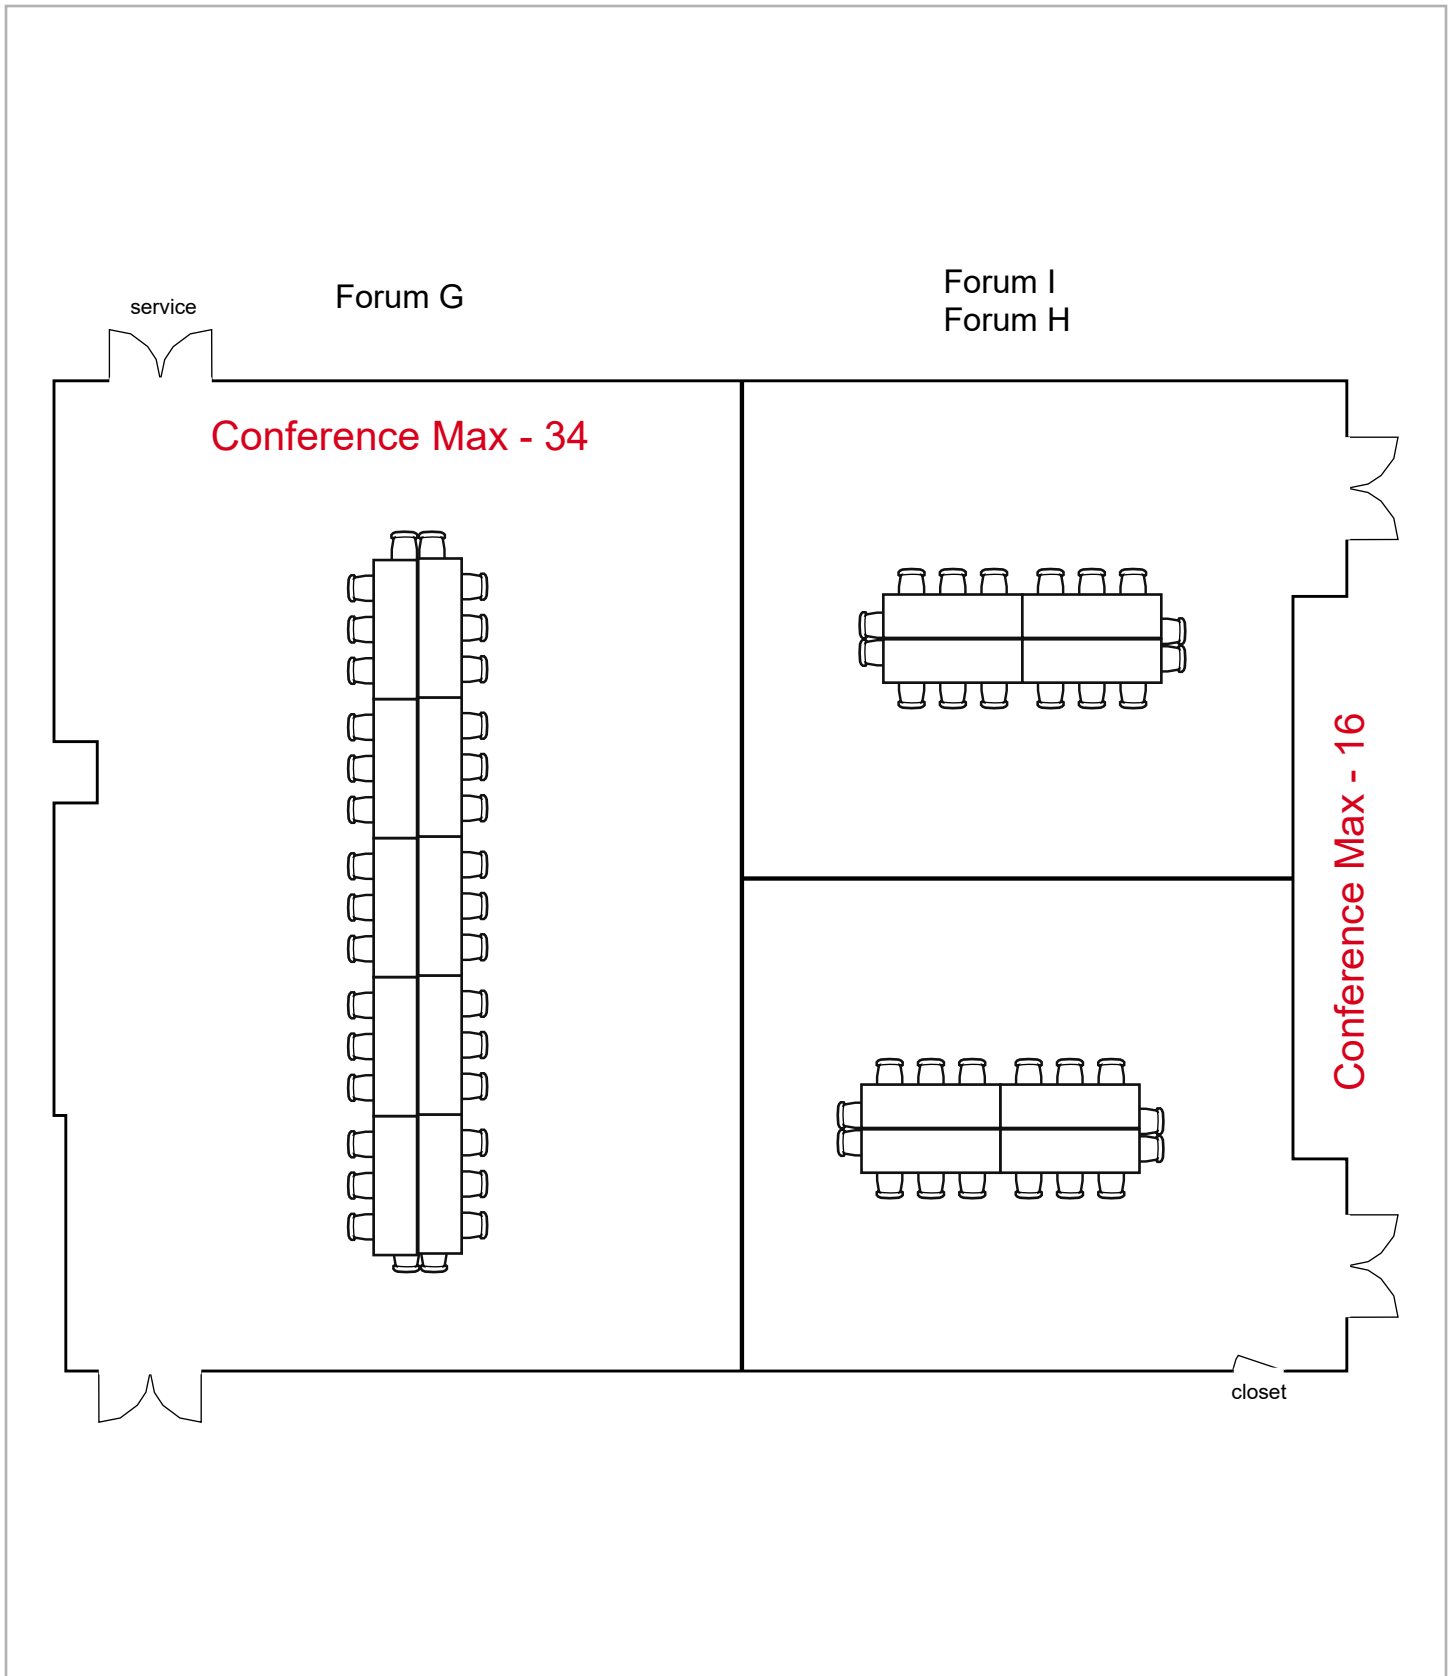 Forum I
Forum G
Forum H
service
Conference Max - 34
Conference Max - 16
closet